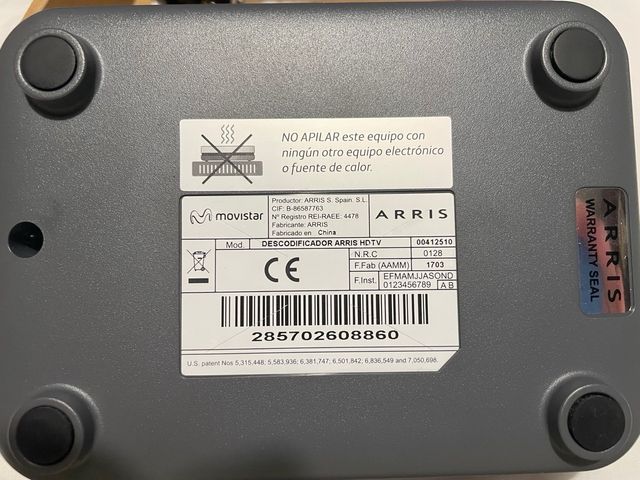 NO APILAR este equipo con
ningún otro equipo electrónico
o fuente de calor.
movistar
Productor: ARRIS S. Spain. S.L.
CIF: B-86587763
Nº Registro REI-RAEE: 4478
Fabricante: ARRIS
Fabricado en China
ARRIS
Mod. DESCODIFICADOR ARRIS HDTV 00412510
N.R.C 0128
F.Fab (AAMM) 1703
F.Inst. EFMAMJJASOND
0123456789 A B
CE
285702608860
U.S. patent Nos 5,315,448; 5,583,936; 6,381,747; 6,501,842; 6,836,549 and 7,050,698.
ARRIS
WARRANTY SEAL